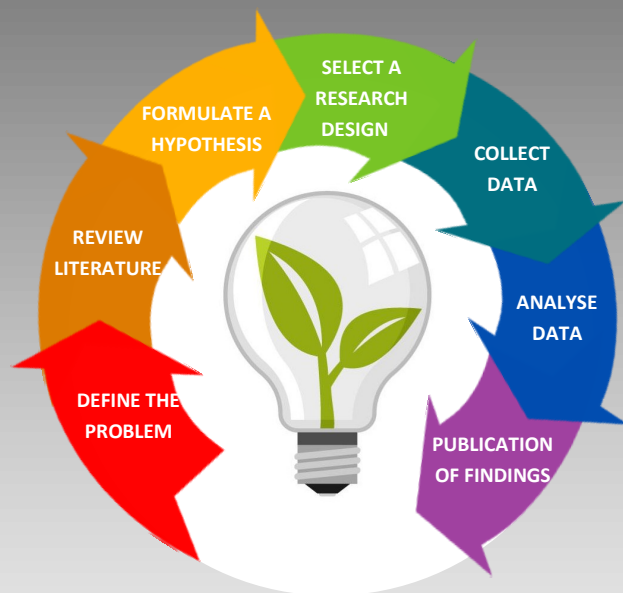 DEFINE THE
PROBLEM
REVIEW
LITERATURE
FORMULATE A
HYPOTHESIS
SELECT A
RESEARCH
DESIGN
COLLECT
DATA
ANALYSE
DATA
PUBLICATION
OF FINDINGS